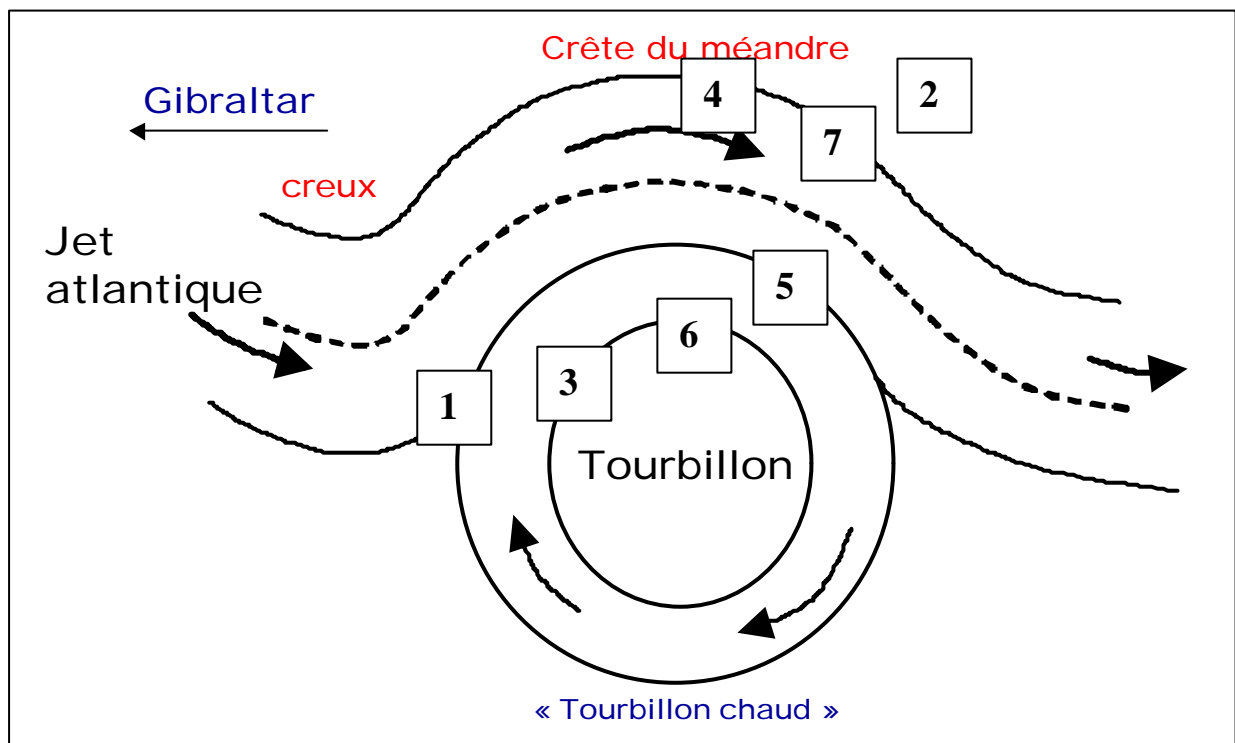 Crête du méandre
Gibraltar
4
2
7
creux
Jet
atlantique
5
6
3
1
Tourbillon
« Tourbillon chaud »